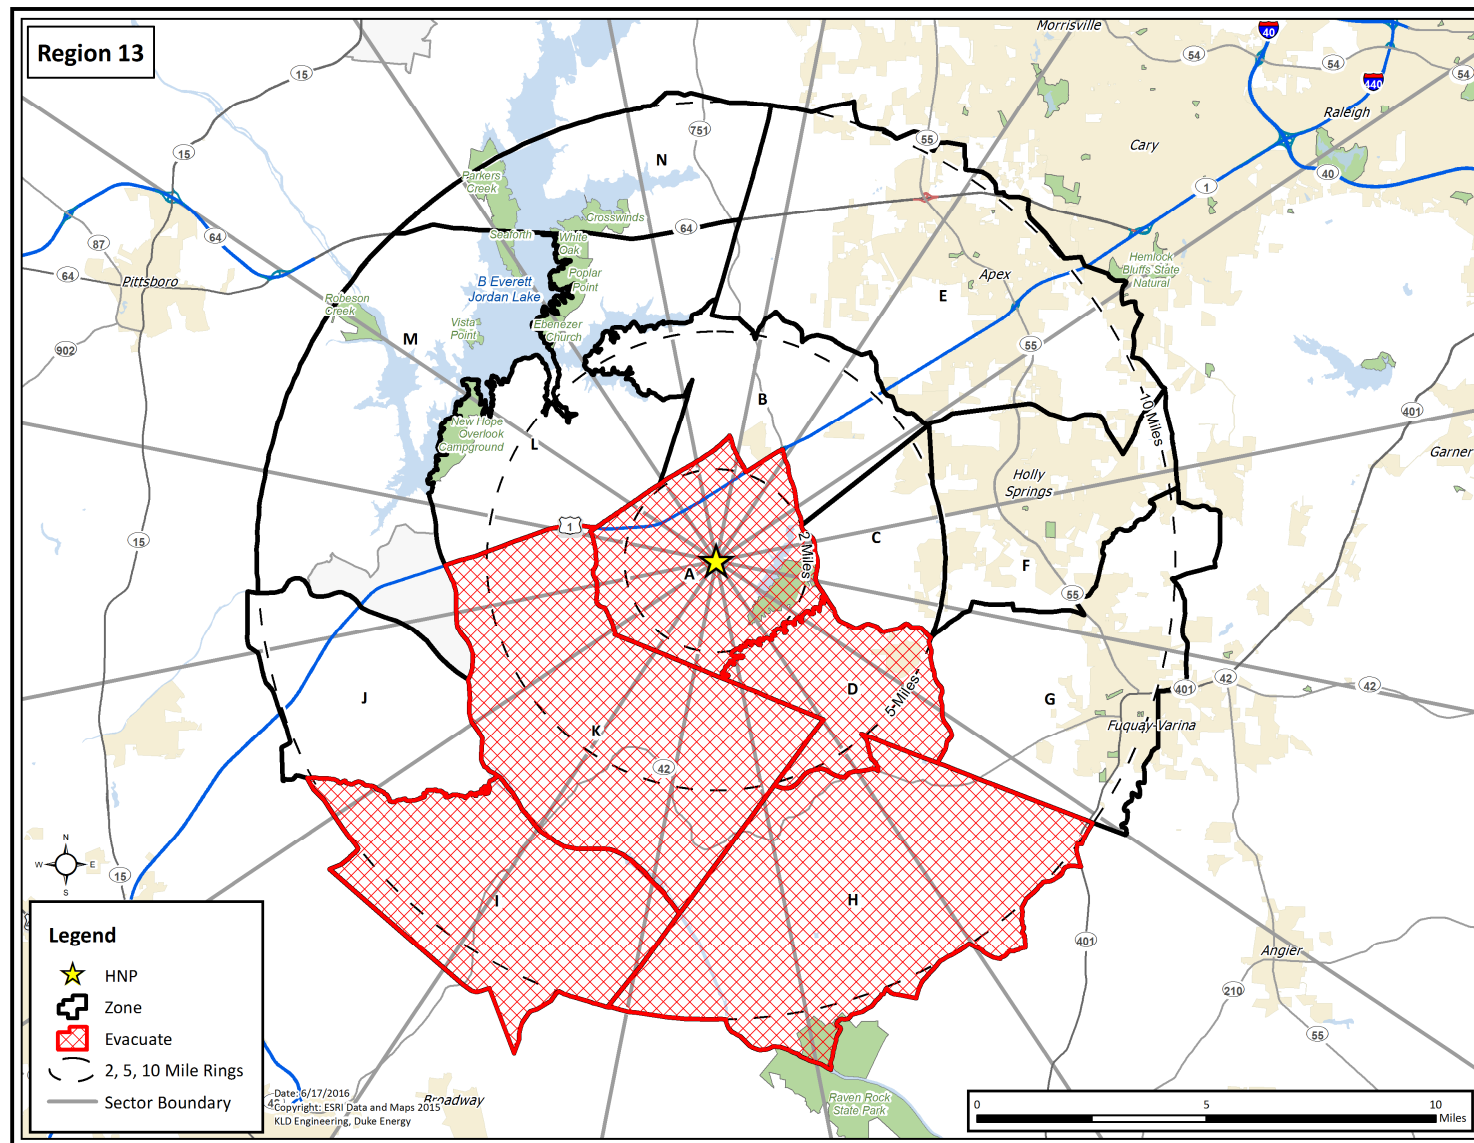 Region 13
Morrisville
40
54
54
54
440
15
Raleigh
751
55
Cary
N
15
40
Parkers
Creek
1
Crosswinds
64
Seaforth
White
Oak
64
87
Hemlock
Bluffs State
Natural
64
Pittsboro
B Everett
Jordan Lake
Poplar
Point
Apex
E
Robeson
Creek
Vista
Point
Ebenezer
Church
M
55
902
B
10 Miles
401
New Hope
Overlook
Campground
L
Garner
Holly
Springs
1
2 Miles
C
15
A
F
55
D
42
42
401
J
5 Miles
G
K
Fuquay-Varina
42
N
W
E
S
15
I
H
401
Angier
210
55
Legend
HNP
Zone
Evacuate
2, 5, 10 Mile Rings
Sector Boundary
Date: 6/17/2016
Copyright: ESRI Data and Maps 2015
KLD Engineering, Duke Energy
Broadway
Raven Rock
State Park
0
5
10
Miles